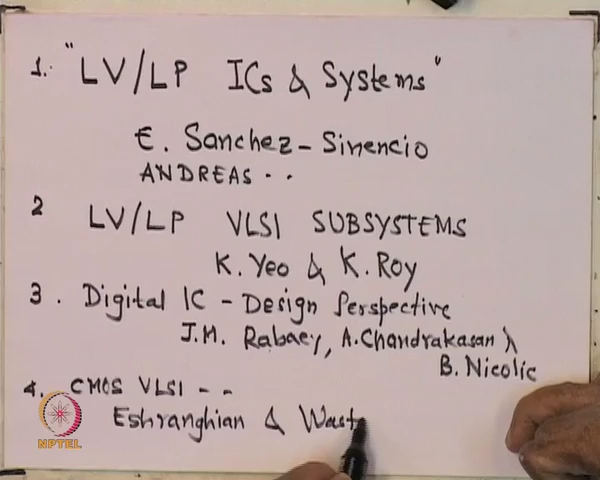 1. "LV/LP ICs & Systems"
E. Sanchez-Sinencio
ANDREAS . .
2 LV/LP VLSI SUBSYSTEMS
K. Yeo & K. Roy
3. Digital IC - Design Perspective
J.M. Rabaey, A. Chandrakasan &
B. Nicolic
4. CMOS VLSI - -
Eshranghian & Wast
NPTEL